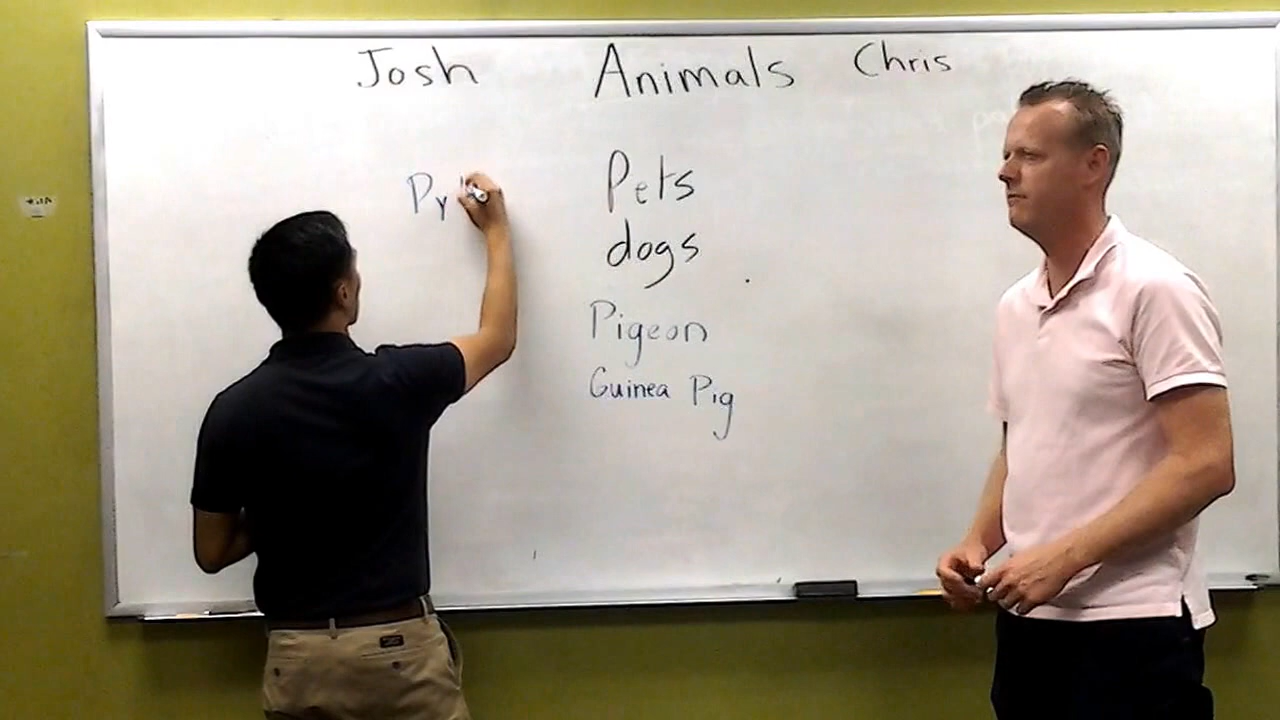 Josh Animals Chris
Pets
dogs
Pigeon
Guinea Pig